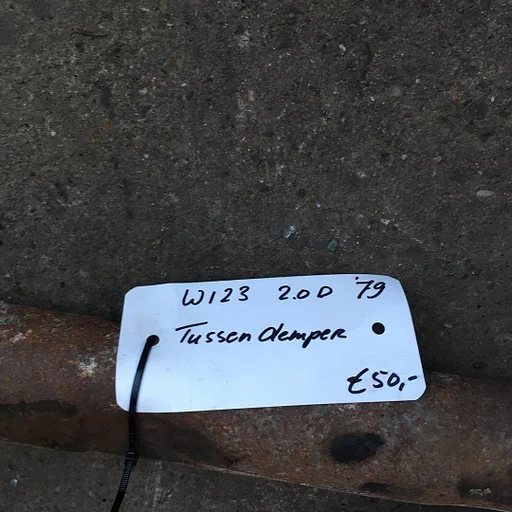 W123 2.0D '79
Tussendemper
€50,-